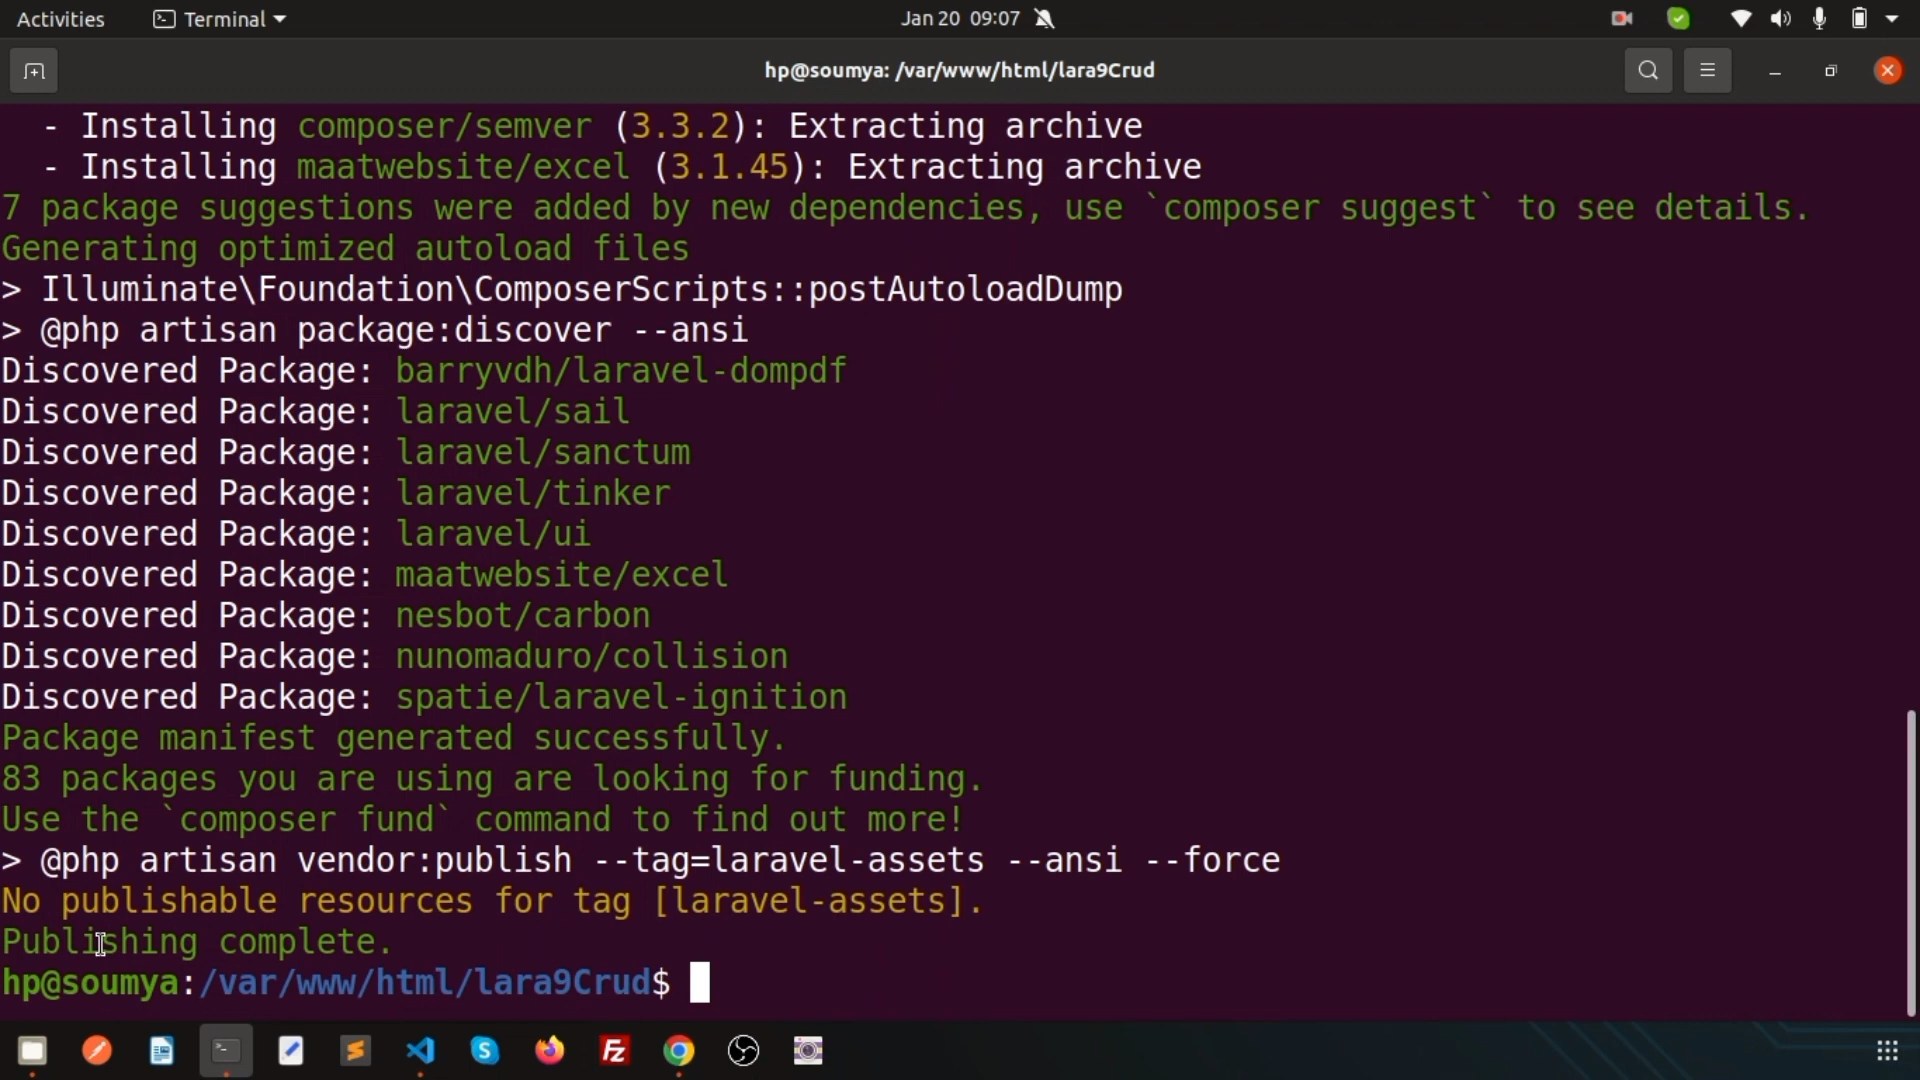 Activities
Terminal
Jan 20 09:07
hp@soumya: /var/www/html/lara9Crud
- Installing composer/semver (3.3.2): Extracting archive
- Installing maatwebsite/excel (3.1.45): Extracting archive
7 package suggestions were added by new dependencies, use `composer suggest` to see details.
Generating optimized autoload files
> Illuminate\Foundation\ComposerScripts::postAutoloadDump
> @php artisan package:discover --ansi
Discovered Package: barryvdh/laravel-dompdf
Discovered Package: laravel/sail
Discovered Package: laravel/sanctum
Discovered Package: laravel/tinker
Discovered Package: laravel/ui
Discovered Package: maatwebsite/excel
Discovered Package: nesbot/carbon
Discovered Package: nunomaduro/collision
Discovered Package: spatie/laravel-ignition
Package manifest generated successfully.
83 packages you are using are looking for funding.
Use the `composer fund` command to find out more!
> @php artisan vendor:publish --tag=laravel-assets --ansi --force
No publishable resources for tag [laravel-assets].
Publishing complete.
hp@soumya:/var/www/html/lara9Crud$